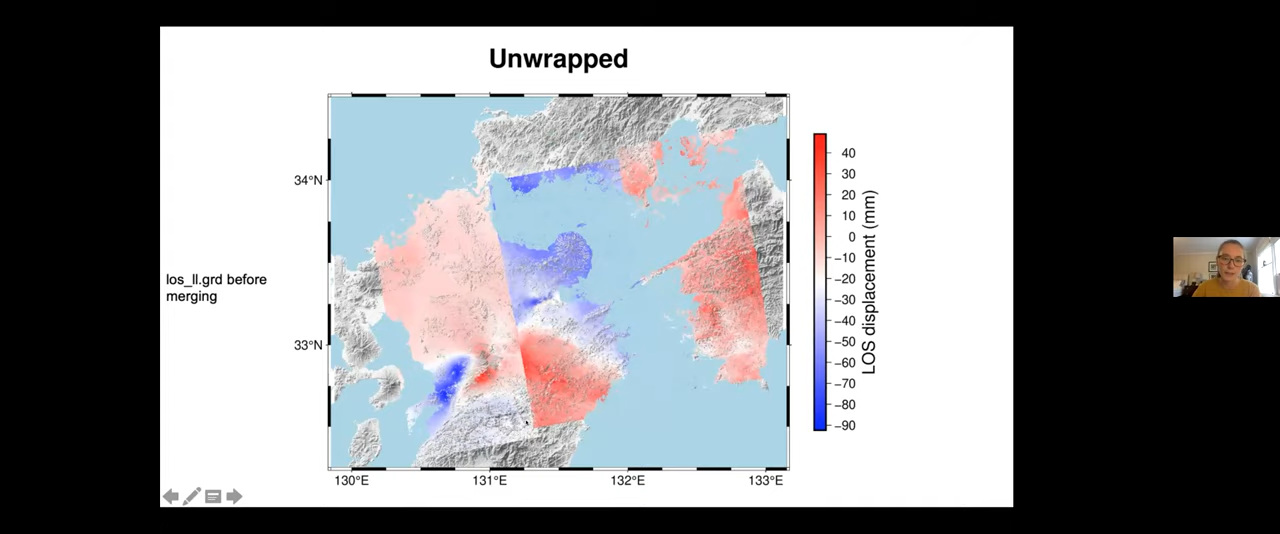 Unwrapped
34°N
33°N
130°E
131°E
132°E
133°E
los_ll.grd before
merging
40
30
20
10
0
−10
−20
−30
−40
−50
−60
−70
−80
−90
LOS displacement (mm)